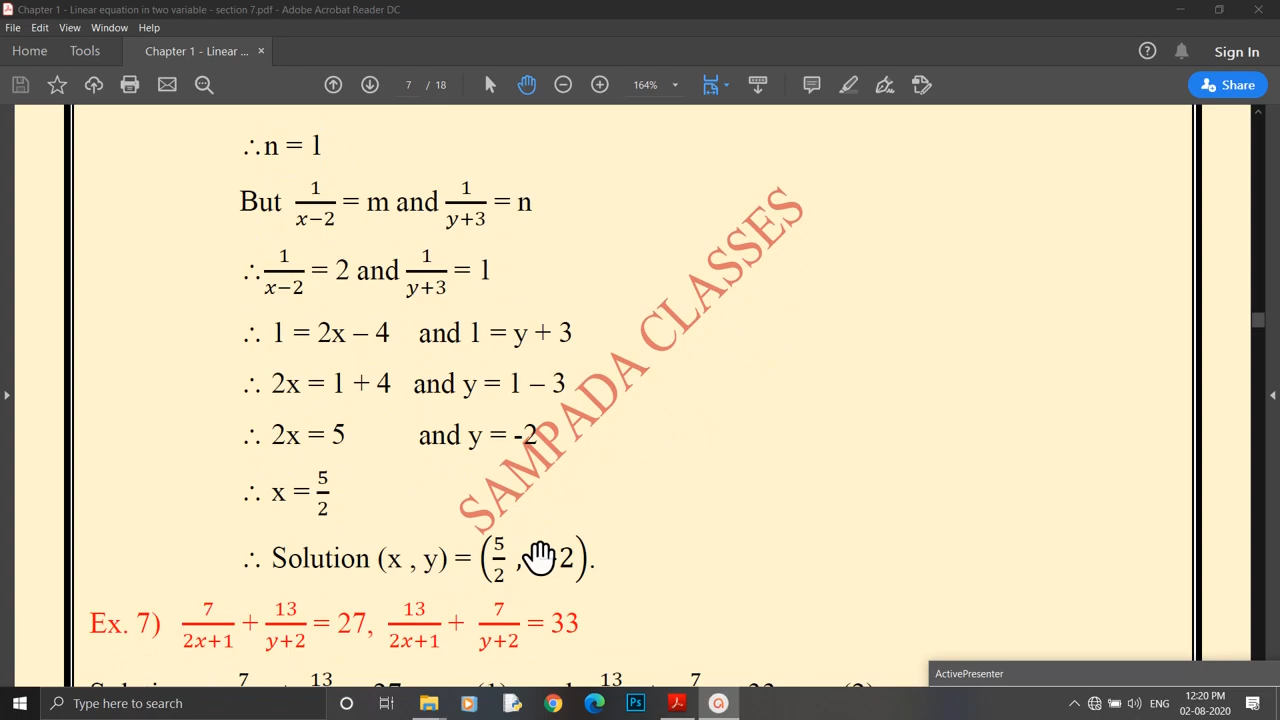 Chapter 1 - Linear equation in two variable - section 7.pdf - Adobe Acrobat Reader DC
File Edit View Window Help
Home Tools Chapter 1 - Linear ... × Sign In
7 / 18 164% Share
∴n = 1
But 1/(x−2) = m and 1/(y+3) = n
∴ 1/(x−2) = 2 and 1/(y+3) = 1
∴ 1 = 2x – 4 and 1 = y + 3
∴ 2x = 1 + 4 and y = 1 – 3
∴ 2x = 5 and y = -2
∴ x = 5/2
∴ Solution (x , y) = (5/2 , 2).
SAMPADA CLASSES
Ex. 7) 7/(2x+1) + 13/(y+2) = 27, 13/(2x+1) + 7/(y+2) = 33
ActivePresenter
Type here to search
ENG 12:20 PM
02-08-2020